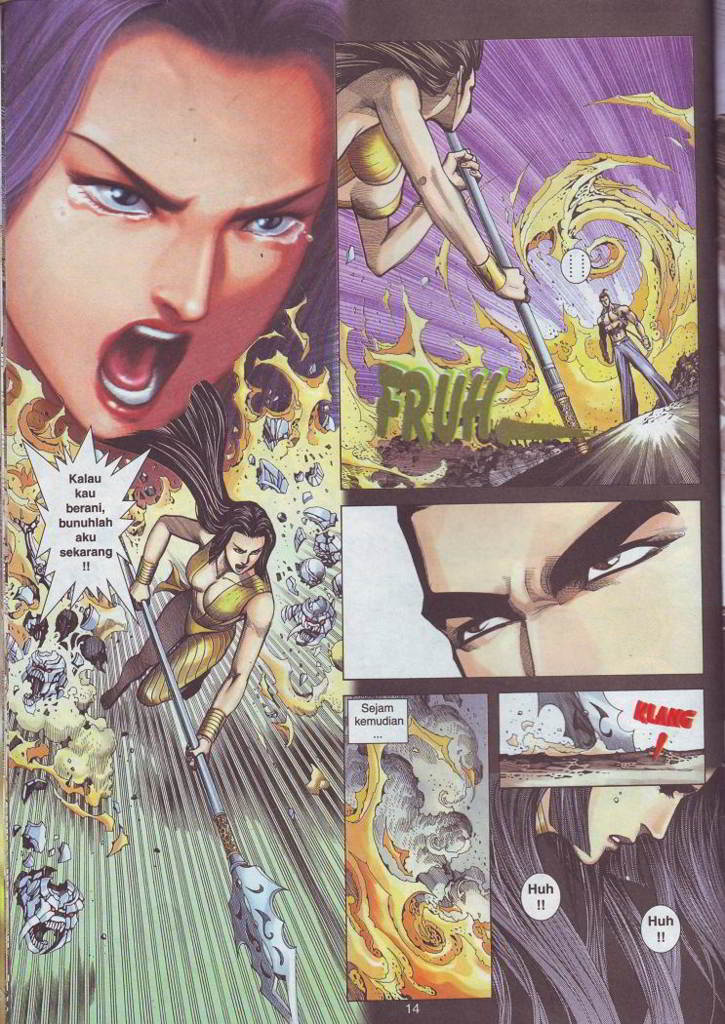 Kalau
kau
berani,
bunuhlah
aku
sekarang
!!
......
FRUH
Sejam
kemudian
...
KLANG
!
Huh
!!
Huh
!!
14